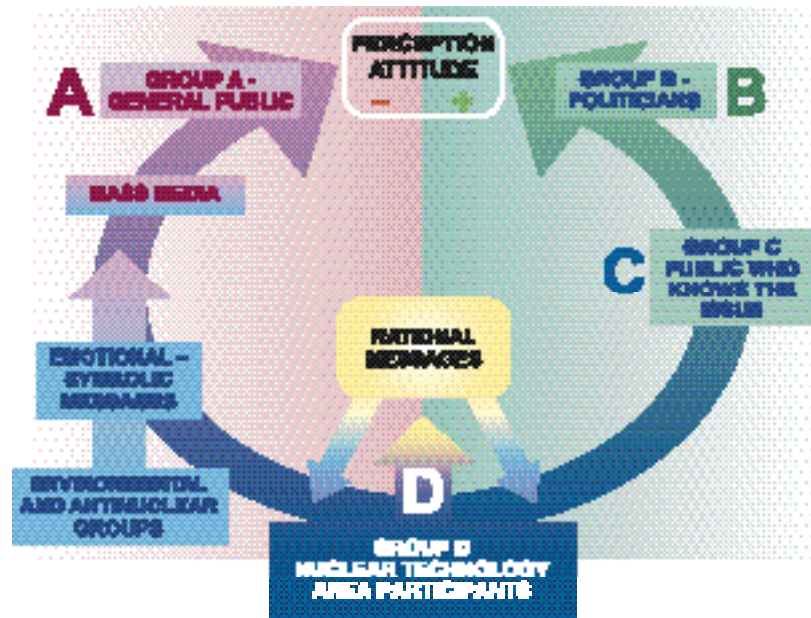 PERCEPTION
ATTITUDE
– +
A
GROUP A -
GENERAL PUBLIC
GROUP B -
POLITICIANS
B
MASS MEDIA
C
GROUP C
PUBLIC WHO
KNOWS THE
ISSUE
RATIONAL
MESSAGES
EMOTIONAL –
SYMBOLIC
MESSAGES
ENVIRONMENTAL
AND ANTINUCLEAR
GROUPS
D
GROUP D
NUCLEAR TECHNOLOGY
AREA PARTICIPANTS